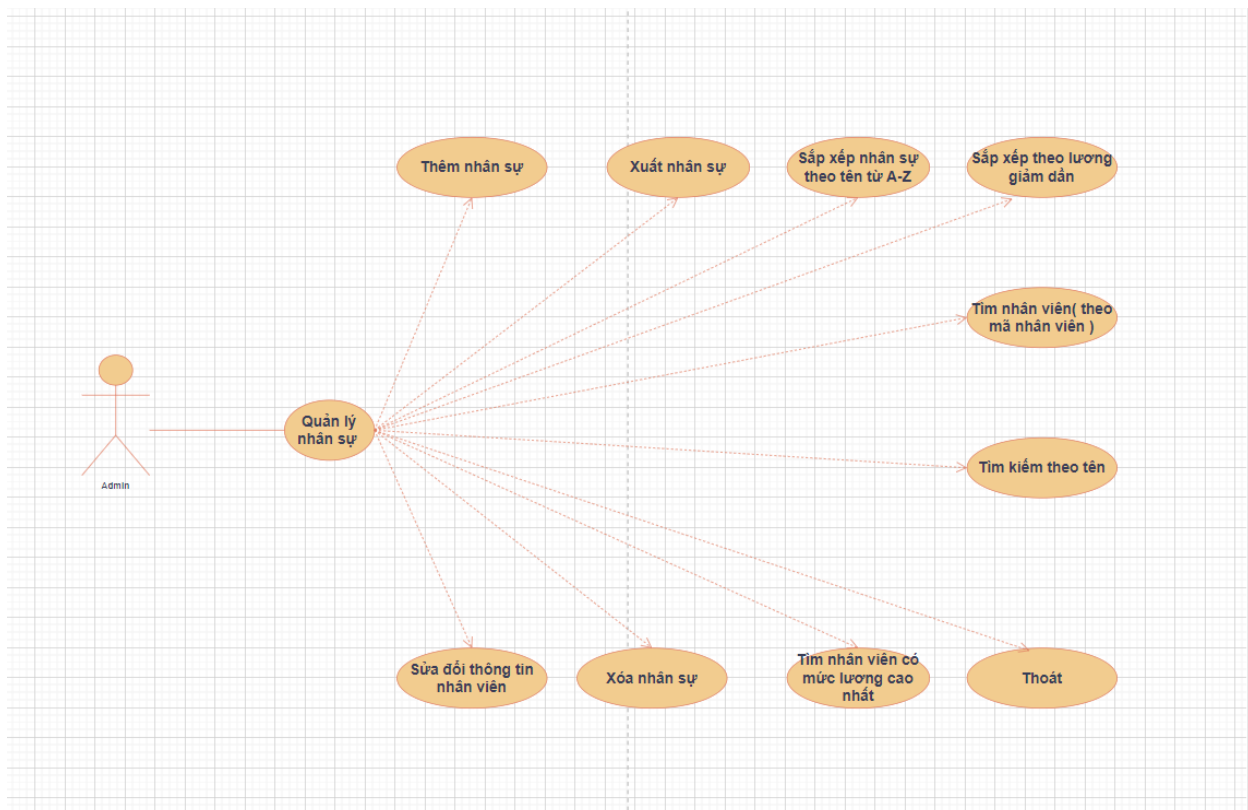 Thêm nhân sự
Xuất nhân sự
Sắp xếp nhân sự
theo tên từ A-Z
Sắp xếp theo lương
giảm dần
Tìm nhân viên( theo
mã nhân viên )
Quản lý
nhân sự
Tìm kiếm theo tên
Admin
Sửa đổi thông tin
nhân viên
Xóa nhân sự
Tìm nhân viên có
mức lương cao
nhất
Thoát